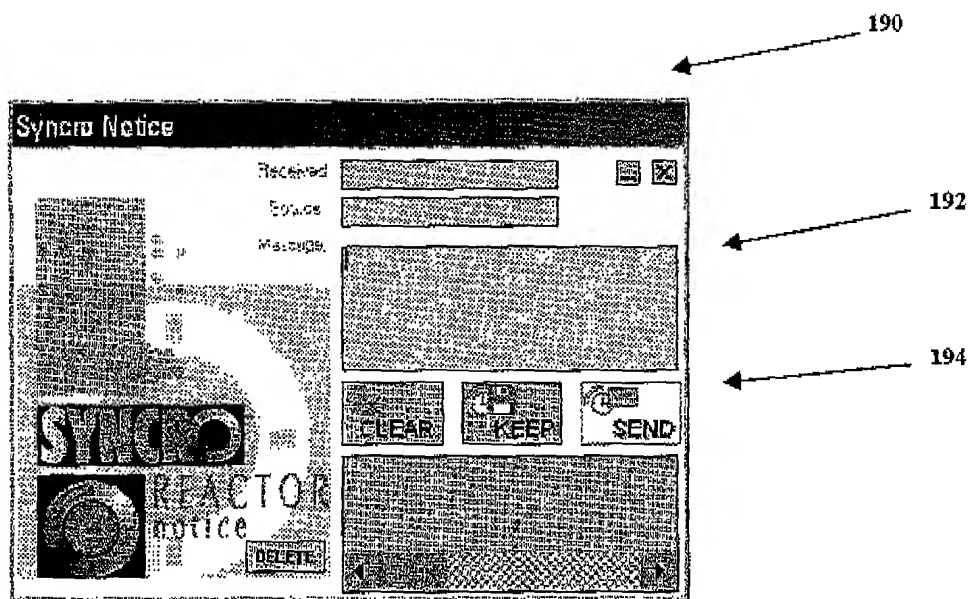 190
Syncro Notice
Received
Source
Message
192
194
CLEAR KEEP SEND
SYNCRO
REACTOR
notice
DELETE